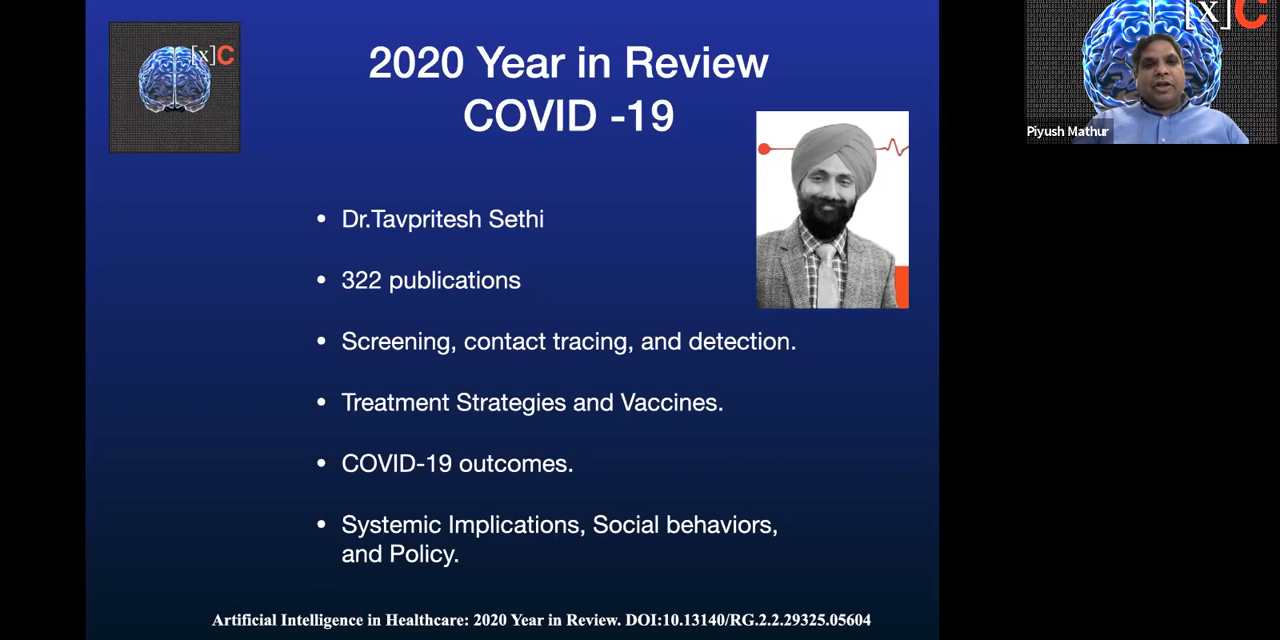 [x]C
2020 Year in Review
COVID -19
• Dr.Tavpritesh Sethi
• 322 publications
• Screening, contact tracing, and detection.
• Treatment Strategies and Vaccines.
• COVID-19 outcomes.
• Systemic Implications, Social behaviors,
and Policy.
Artificial Intelligence in Healthcare: 2020 Year in Review. DOI:10.13140/RG.2.2.29325.05604
[x]C
Piyush Mathur